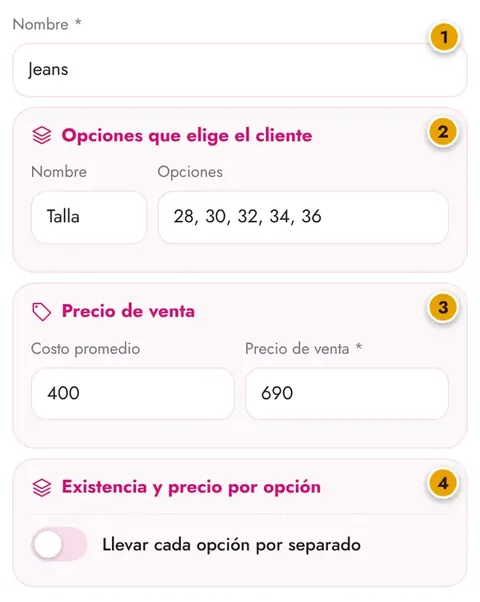 Nombre *
1
Jeans
Opciones que elige el cliente
2
Nombre
Opciones
Talla
28, 30, 32, 34, 36
Precio de venta
3
Costo promedio
Precio de venta *
400
690
Existencia y precio por opción
4
Llevar cada opción por separado